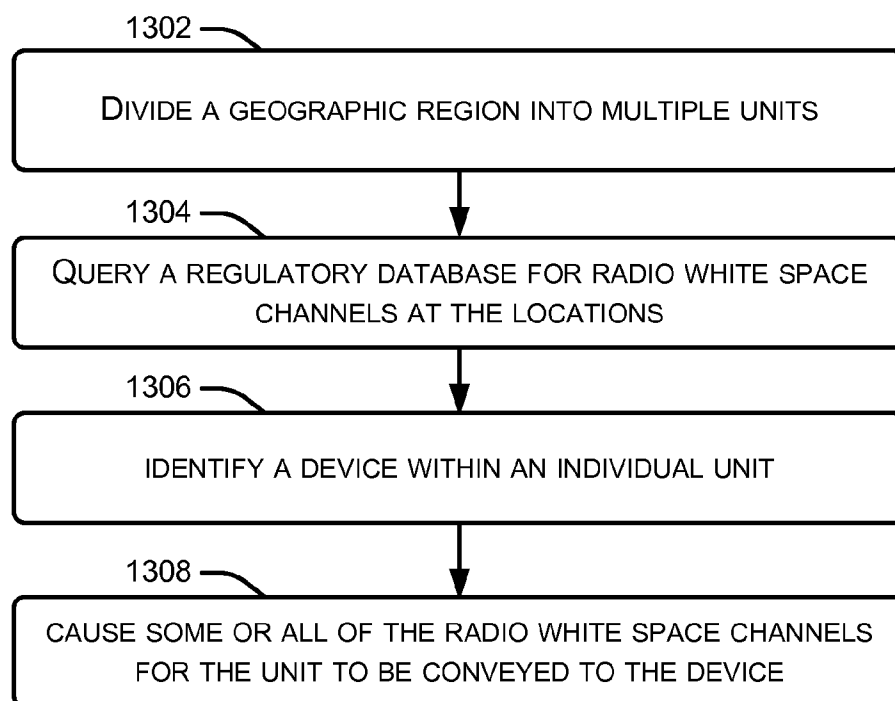 1302
DIVIDE A GEOGRAPHIC REGION INTO MULTIPLE UNITS
1304
QUERY A REGULATORY DATABASE FOR RADIO WHITE SPACE
CHANNELS AT THE LOCATIONS
1306
IDENTIFY A DEVICE WITHIN AN INDIVIDUAL UNIT
1308
CAUSE SOME OR ALL OF THE RADIO WHITE SPACE CHANNELS
FOR THE UNIT TO BE CONVEYED TO THE DEVICE